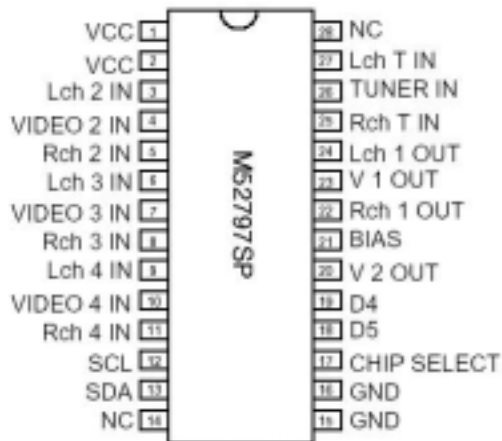 VCC 1
VCC 2
Lch 2 IN 3
VIDEO 2 IN 4
Rch 2 IN 5
Lch 3 IN 6
VIDEO 3 IN 7
Rch 3 IN 8
Lch 4 IN 9
VIDEO 4 IN 10
Rch 4 IN 11
SCL 12
SDA 13
NC 14
M52797SP
28 NC
27 Lch T IN
26 TUNER IN
25 Rch T IN
24 Lch 1 OUT
23 V 1 OUT
22 Rch 1 OUT
21 BIAS
20 V 2 OUT
19 D4
18 D5
17 CHIP SELECT
16 GND
15 GND